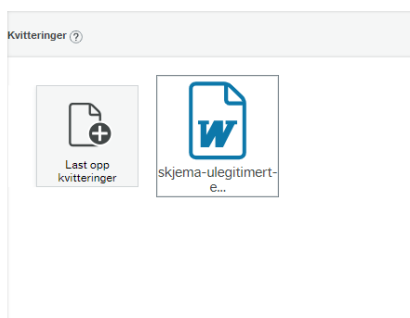 Kvitteringer ?
Last opp
kvitteringer
W
skjema-ulegitimert-
e...